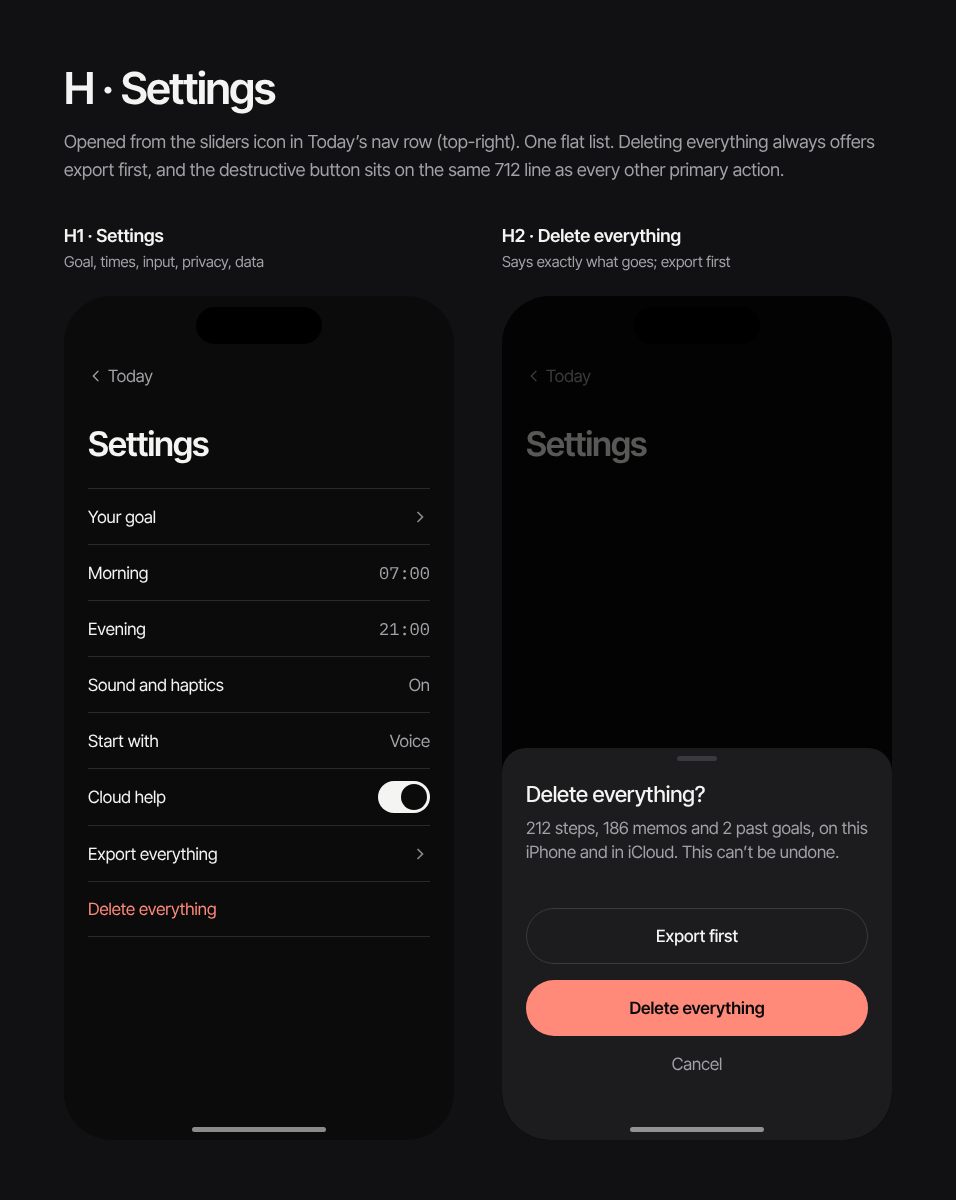 H · Settings
Opened from the sliders icon in Today’s nav row (top-right). One flat list. Deleting everything always offers
export first, and the destructive button sits on the same 712 line as every other primary action.
H1 · Settings
Goal, times, input, privacy, data
Today
Settings
Your goal
Morning 07:00
Evening 21:00
Sound and haptics On
Start with Voice
Cloud help
Export everything
Delete everything
H2 · Delete everything
Says exactly what goes; export first
Today
Settings
Delete everything?
212 steps, 186 memos and 2 past goals, on this
iPhone and in iCloud. This can’t be undone.
Export first
Delete everything
Cancel